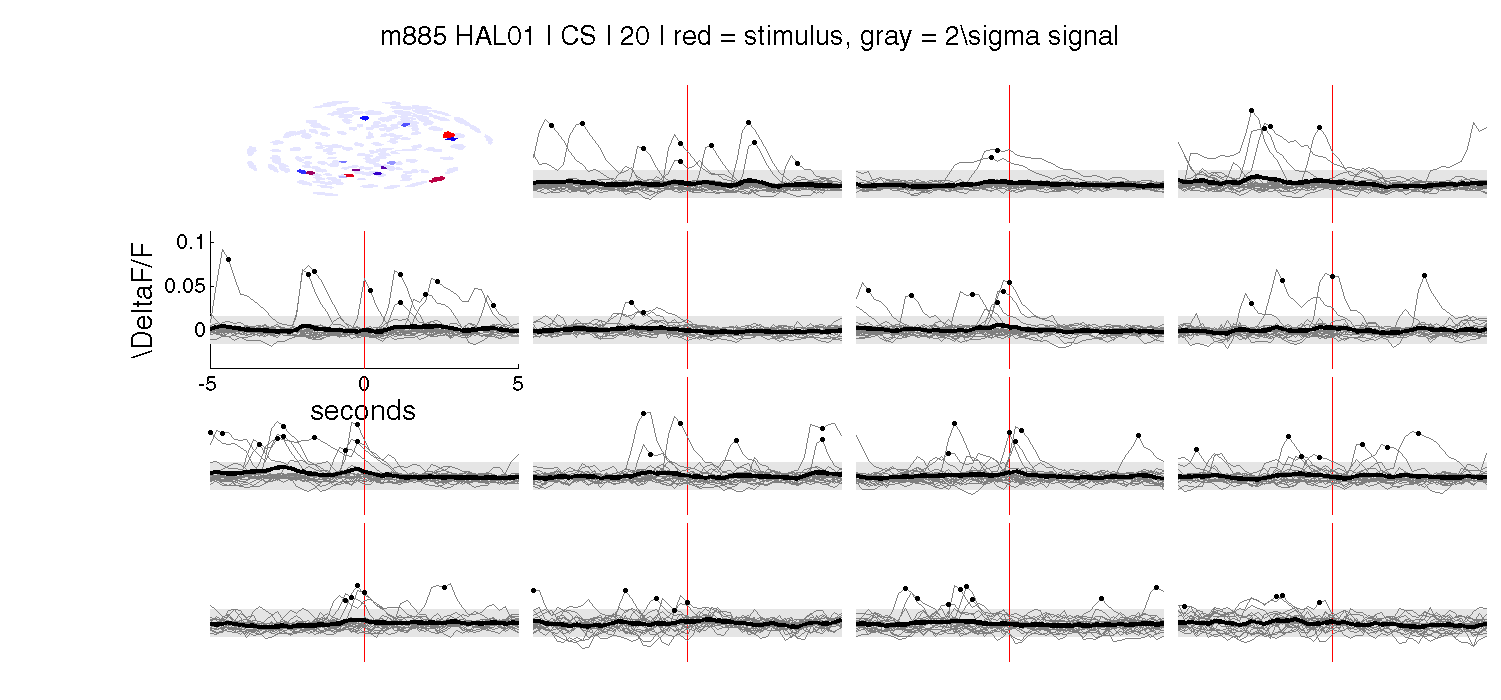 m885 HAL01 | CS | 20 | red = stimulus, gray = 2\sigma signal
\DeltaF/F
0.1
0.05
0
-5
0
5
seconds